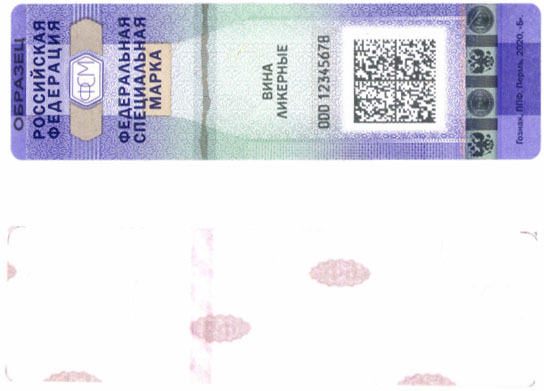 ОБРАЗЕЦ
РОССИЙСКАЯ
ФЕДЕРАЦИЯ
ФСМ
ФЕДЕРАЛЬНАЯ
СПЕЦИАЛЬНАЯ
МАРКА
ВИНА
ЛИКЕРНЫЕ
000 12345678
Гознак, ППФ, Пермь, 2020, «Б».